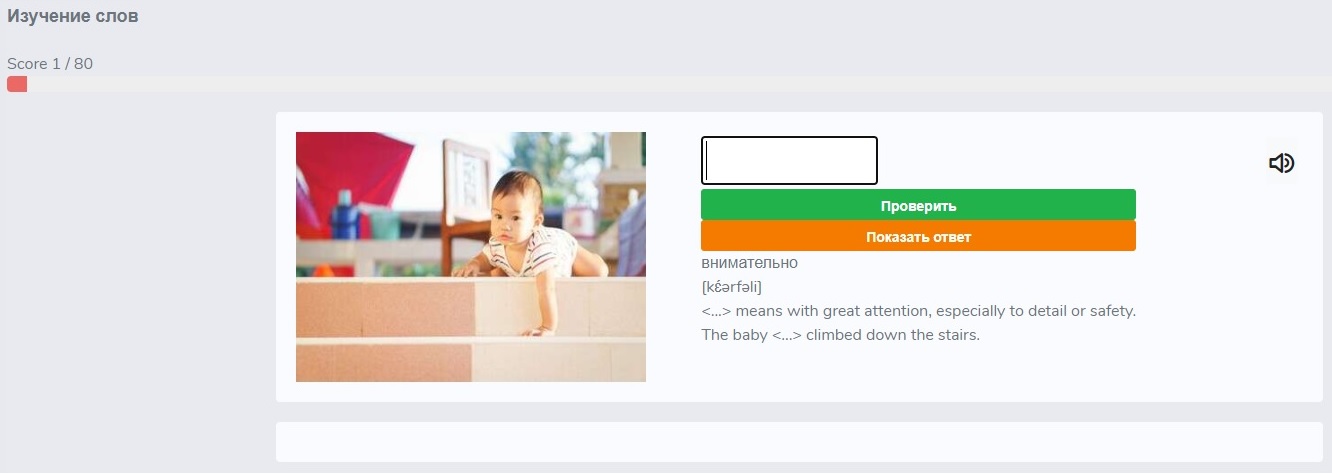 Изучение слов
Score 1 / 80
Проверить
Показать ответ
внимательно
[kɛ́ərfəli]
<...> means with great attention, especially to detail or safety.
The baby <...> climbed down the stairs.